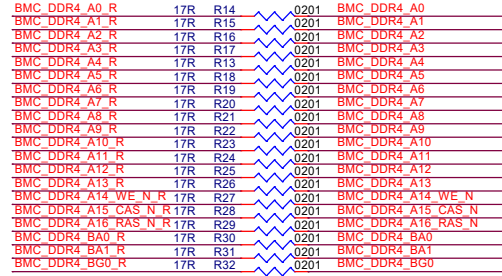 BMC_DDR4_A0_R 17R R14 0201 BMC_DDR4_A0
BMC_DDR4_A1_R 17R R15 0201 BMC_DDR4_A1
BMC_DDR4_A2_R 17R R16 0201 BMC_DDR4_A2
BMC_DDR4_A3_R 17R R17 0201 BMC_DDR4_A3
BMC_DDR4_A4_R 17R R13 0201 BMC_DDR4_A4
BMC_DDR4_A5_R 17R R18 0201 BMC_DDR4_A5
BMC_DDR4_A6_R 17R R19 0201 BMC_DDR4_A6
BMC_DDR4_A7_R 17R R20 0201 BMC_DDR4_A7
BMC_DDR4_A8_R 17R R21 0201 BMC_DDR4_A8
BMC_DDR4_A9_R 17R R22 0201 BMC_DDR4_A9
BMC_DDR4_A10_R 17R R23 0201 BMC_DDR4_A10
BMC_DDR4_A11_R 17R R24 0201 BMC_DDR4_A11
BMC_DDR4_A12_R 17R R25 0201 BMC_DDR4_A12
BMC_DDR4_A13_R 17R R26 0201 BMC_DDR4_A13
BMC_DDR4_A14_WE_N_R 17R R27 0201 BMC_DDR4_A14_WE_N
BMC_DDR4_A15_CAS_N_R 17R R28 0201 BMC_DDR4_A15_CAS_N
BMC_DDR4_A16_RAS_N_R 17R R29 0201 BMC_DDR4_A16_RAS_N
BMC_DDR4_BA0_R 17R R30 0201 BMC_DDR4_BA0
BMC_DDR4_BA1_R 17R R31 0201 BMC_DDR4_BA1
BMC_DDR4_BG0_R 17R R32 0201 BMC_DDR4_BG0